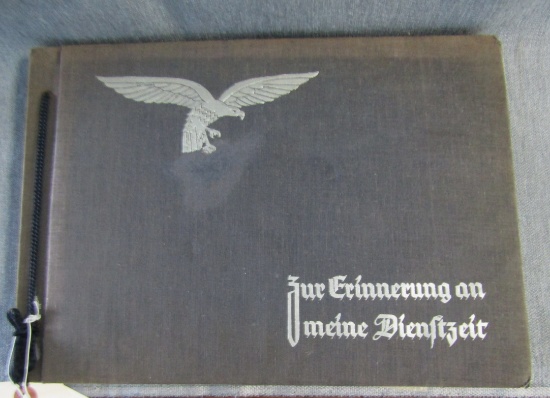 Zur Erinnerung an
meine Dienſtzeit